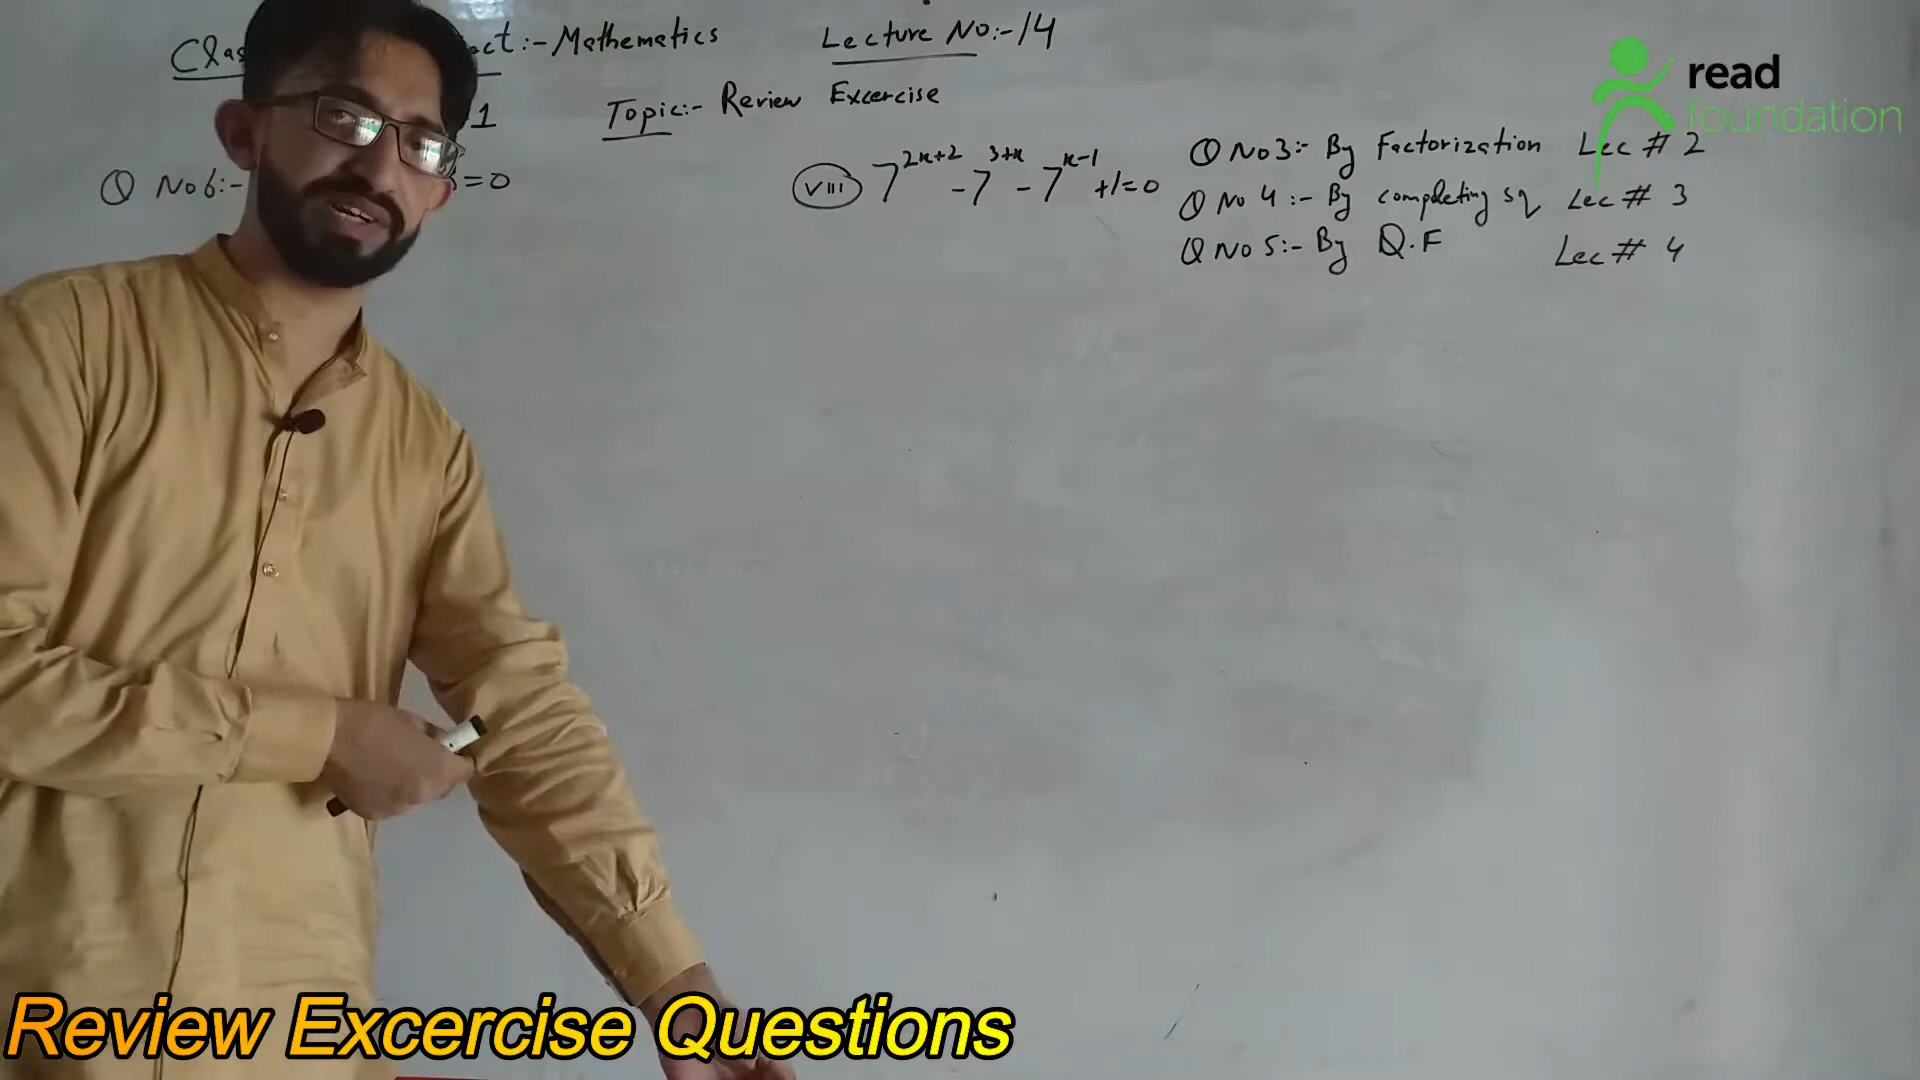 ect:- Mathematics Lecture No:-14
1 Topic:- Review Excercise
Q No6:- =0
VIII 7^{2x+2} - 7^{3+x} - 7^{x-1} +1=0
Q No3:- By Factorization Lec # 2
Q No 4:- By completing sq Lec # 3
Q No 5:- By Q.F Lec # 4
read
foundation
Review Excercise Questions